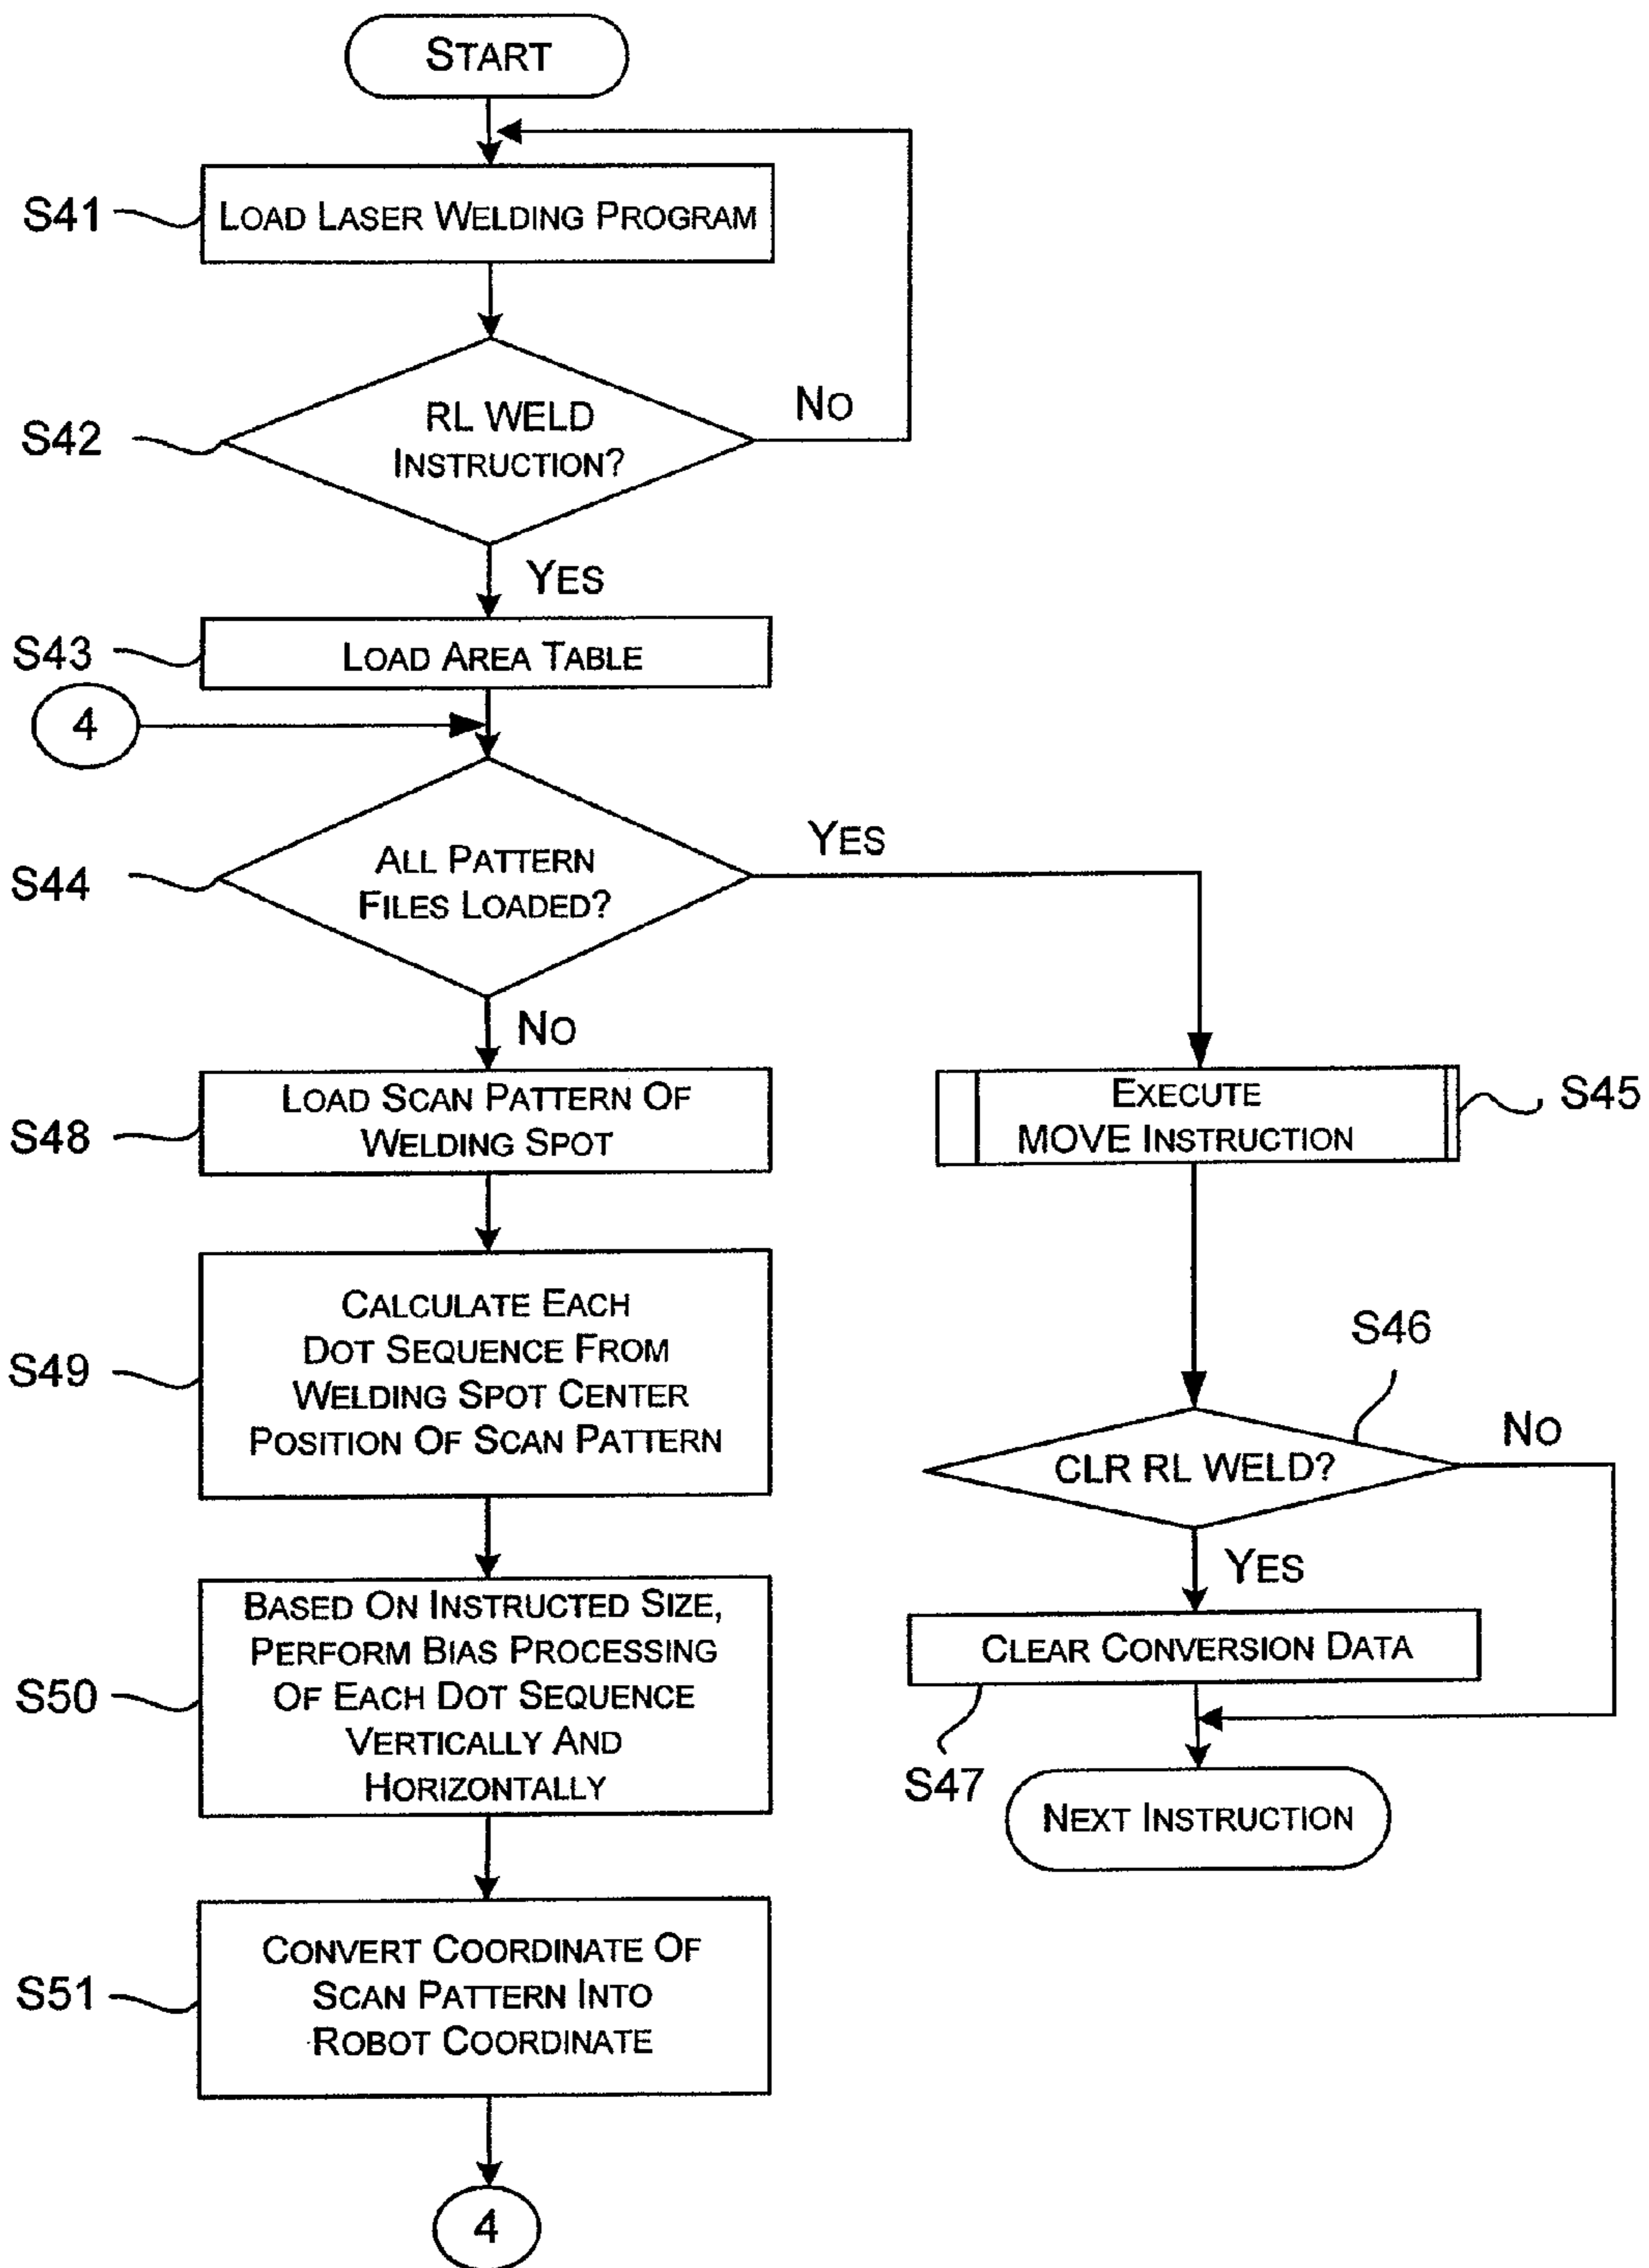 START
S41
LOAD LASER WELDING PROGRAM
S42
RL WELD
INSTRUCTION?
NO
YES
S43
LOAD AREA TABLE
4
S44
ALL PATTERN
FILES LOADED?
YES
NO
S48
LOAD SCAN PATTERN OF
WELDING SPOT
EXECUTE
MOVE INSTRUCTION
S45
S49
CALCULATE EACH
DOT SEQUENCE FROM
WELDING SPOT CENTER
POSITION OF SCAN PATTERN
S46
CLR RL WELD?
NO
YES
S50
BASED ON INSTRUCTED SIZE,
PERFORM BIAS PROCESSING
OF EACH DOT SEQUENCE
VERTICALLY AND
HORIZONTALLY
CLEAR CONVERSION DATA
S47
NEXT INSTRUCTION
S51
CONVERT COORDINATE OF
SCAN PATTERN INTO
ROBOT COORDINATE
4